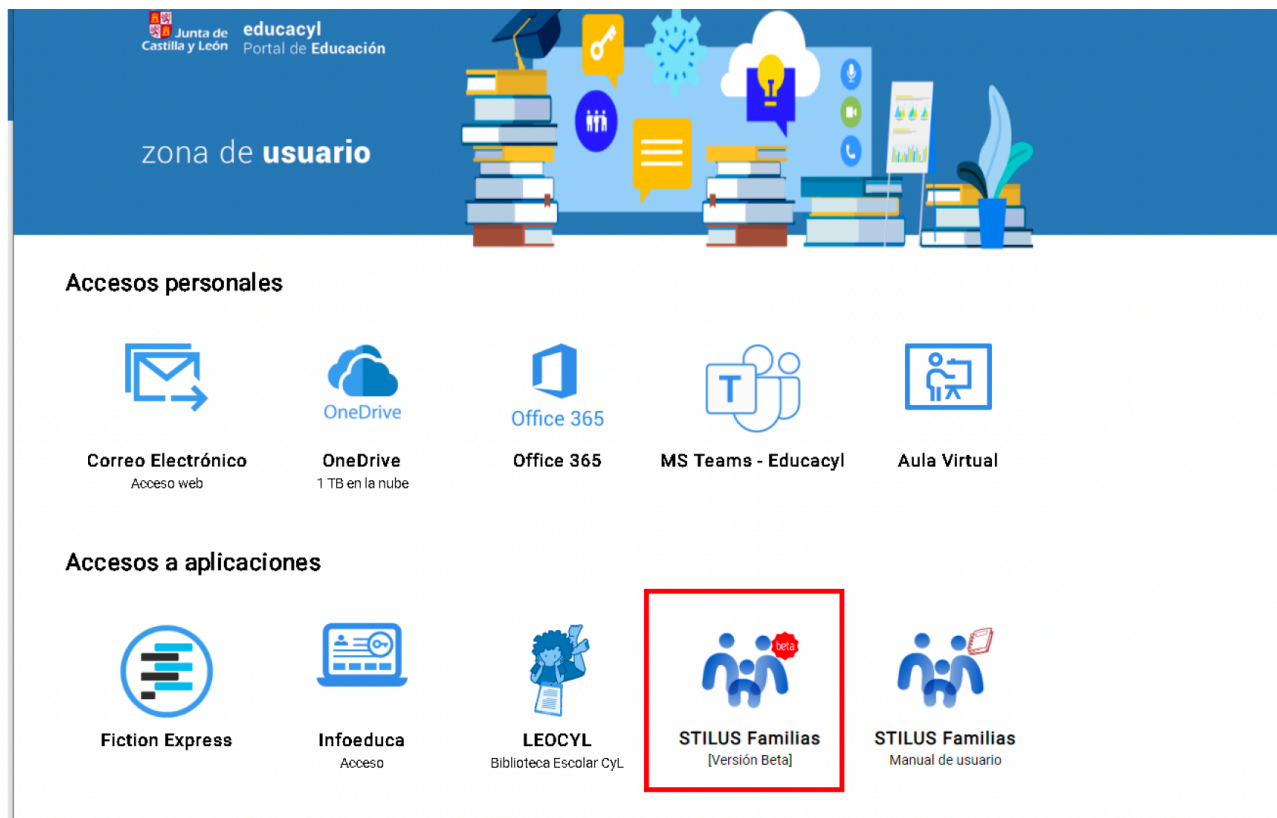 Junta de
Castilla y León
educacyl
Portal de Educación
zona de usuario
Accesos personales
OneDrive
Office 365
T
Correo Electrónico
Acceso web
OneDrive
1 TB en la nube
Office 365
MS Teams - Educacyl
Aula Virtual
Accesos a aplicaciones
beta
Fiction Express
Infoeduca
Acceso
LEOCYL
Biblioteca Escolar CyL
STILUS Familias
[Versión Beta]
STILUS Familias
Manual de usuario